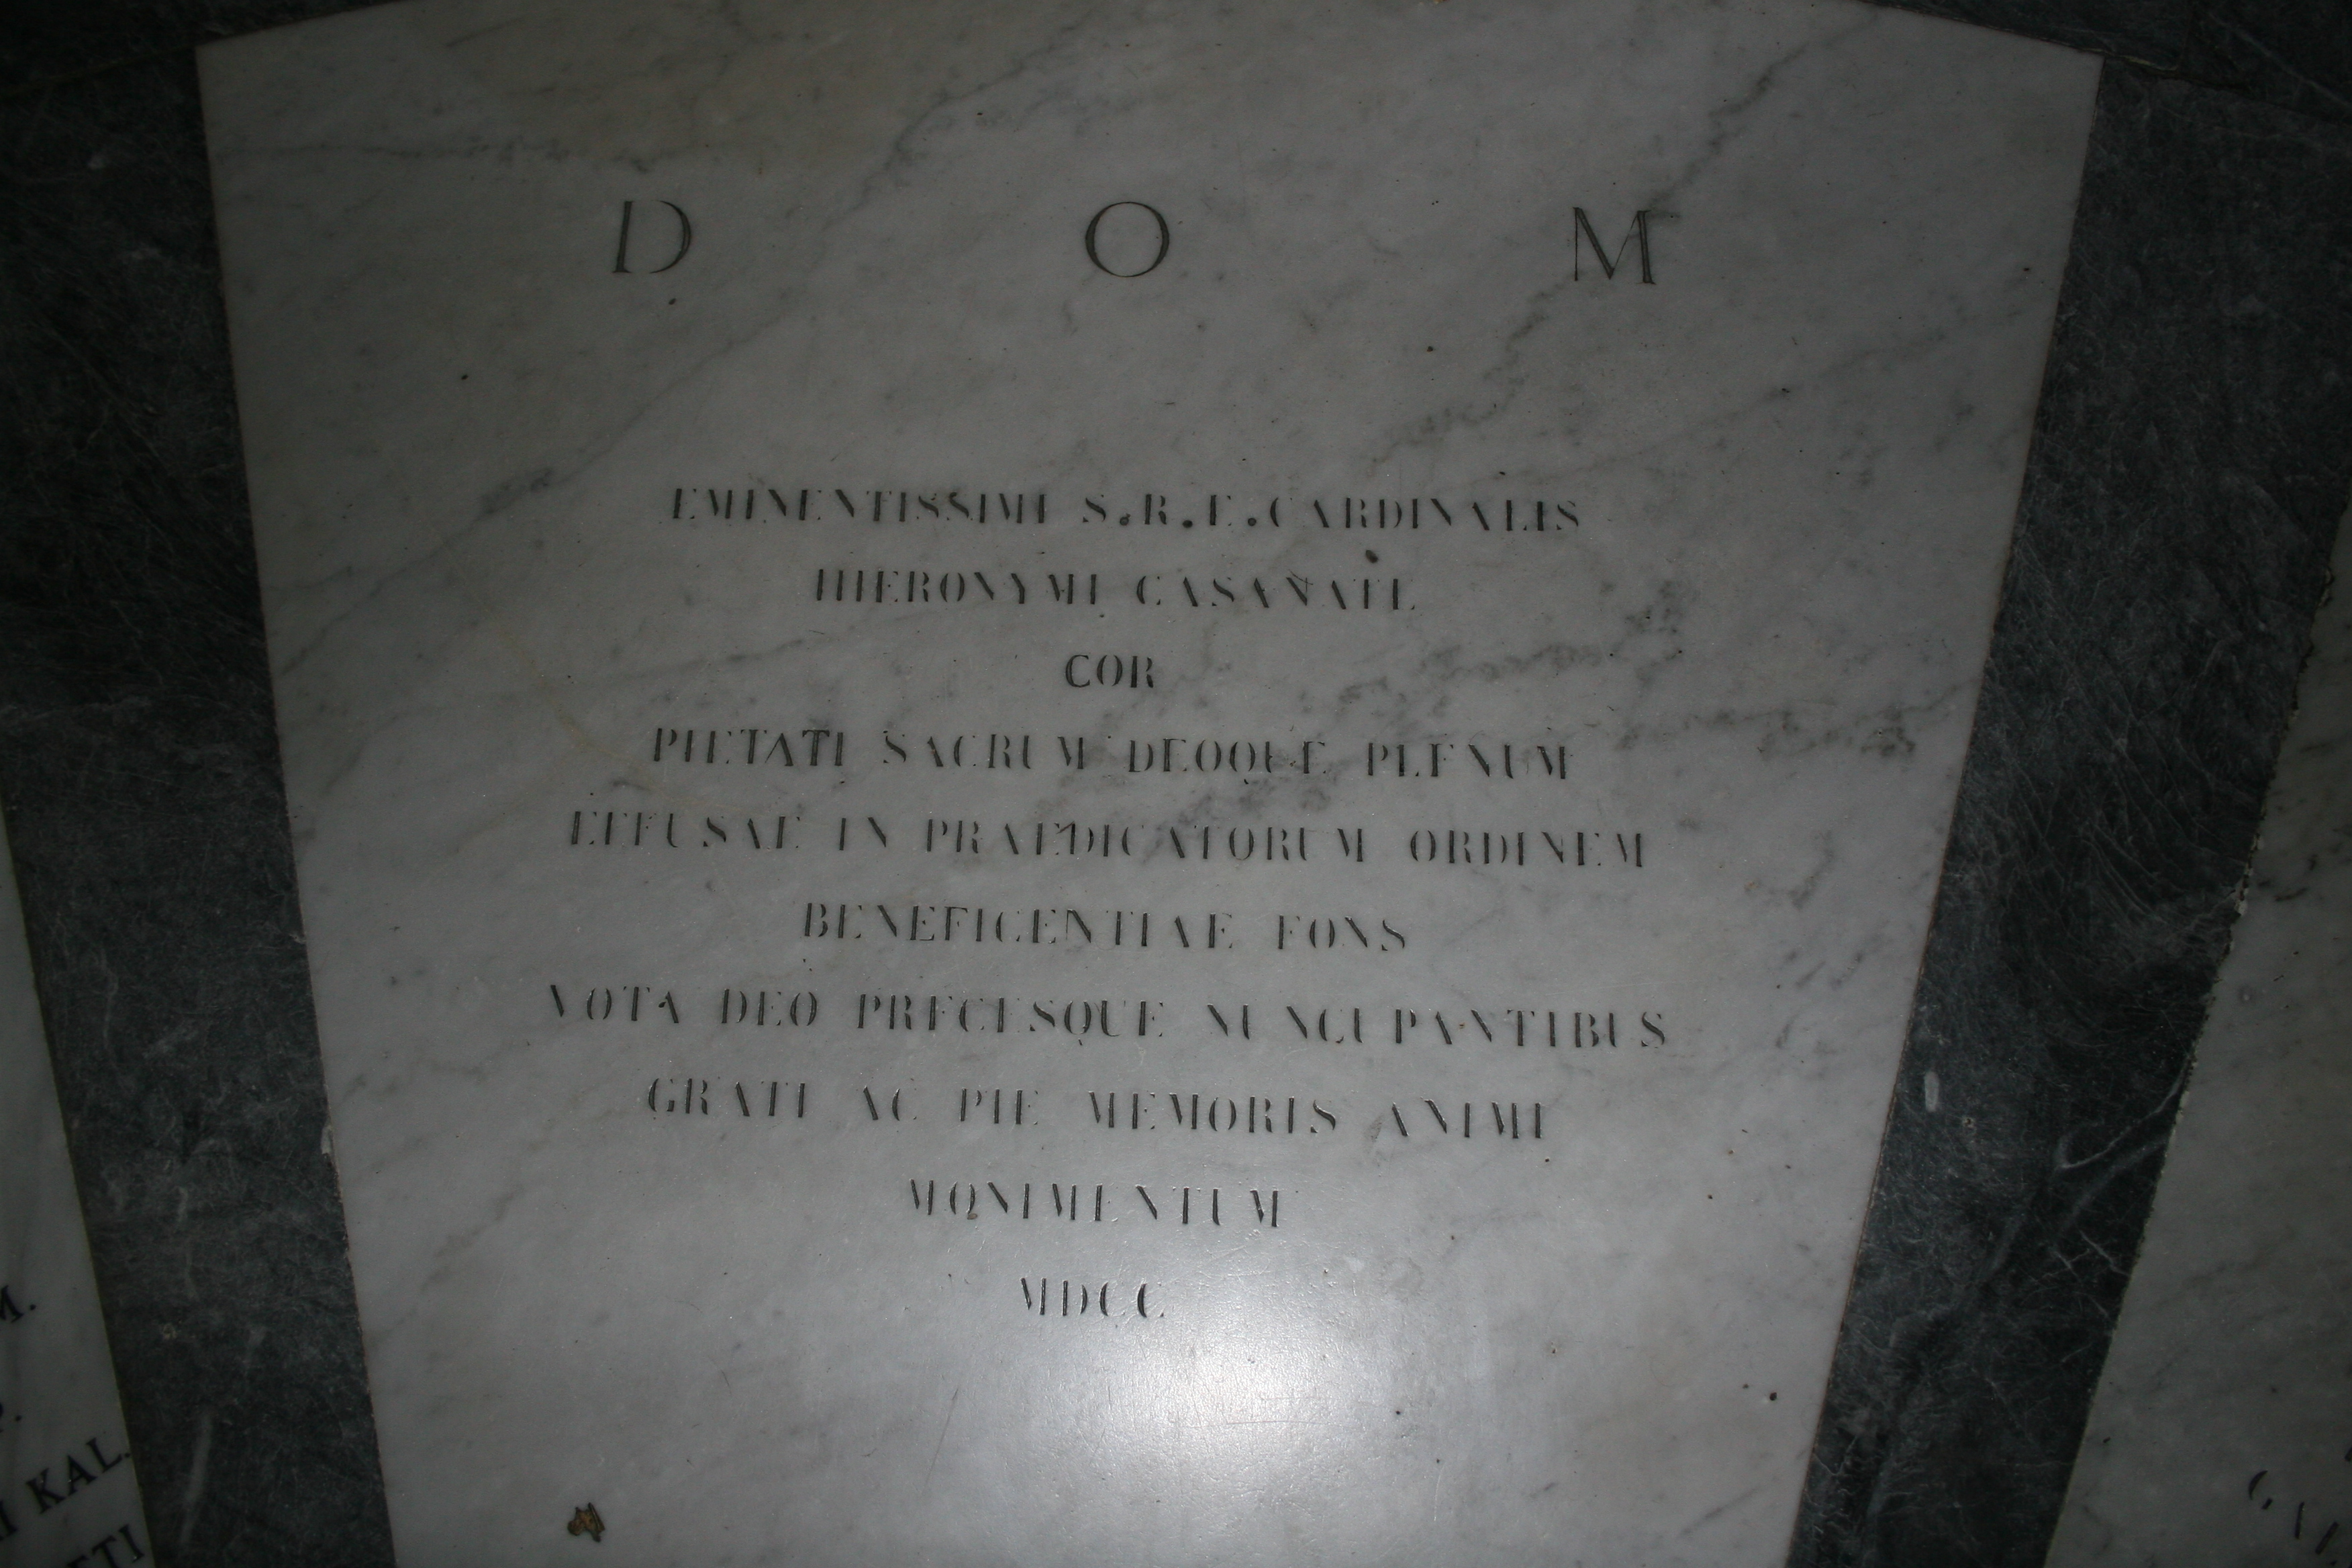 D O M
EMINENTISSIMI S.R.E.CARDINALIS
HIERONYMI CASANATE
COR
PIETATI SACRUM DEOQUE PLENUM
EFFUSAE IN PRAEDICATORUM ORDINEM
BENEFICENTIAE FONS
VOTA DEO PRECESQUE NUNCUPANTIBUS
GRATI AC PIE MEMORIS ANIMI
MONIMENTUM
MDCC
KAL.